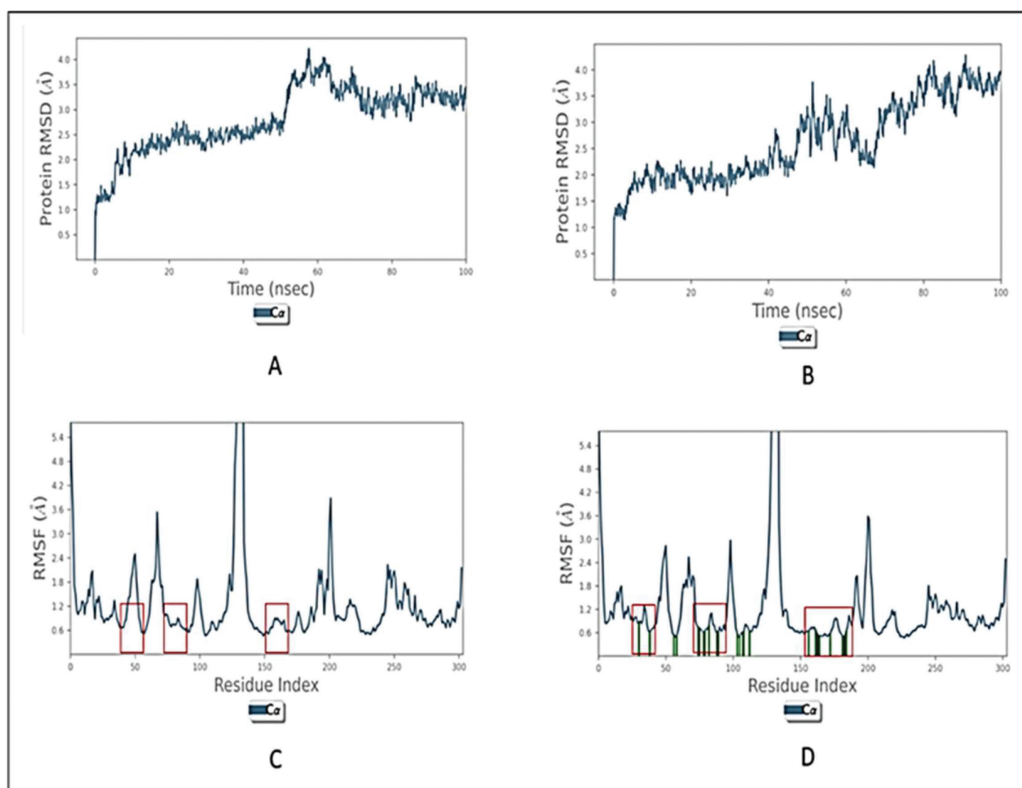 Protein RMSD (Å)
4.0
3.5
3.0
2.5
2.0
1.5
1.0
0.5
0 20 40 60 80 100
Time (nsec)
Cα
A
Protein RMSD (Å)
4.0
3.5
3.0
2.5
2.0
1.5
1.0
0.5
0 20 40 60 80 100
Time (nsec)
Cα
B
RMSF (Å)
5.4
4.8
4.2
3.6
3.0
2.4
1.8
1.2
0.6
0 50 100 150 200 250 300
Residue Index
Cα
C
RMSF (Å)
5.4
4.8
4.2
3.6
3.0
2.4
1.8
1.2
0.6
0 50 100 150 200 250 300
Residue Index
Cα
D